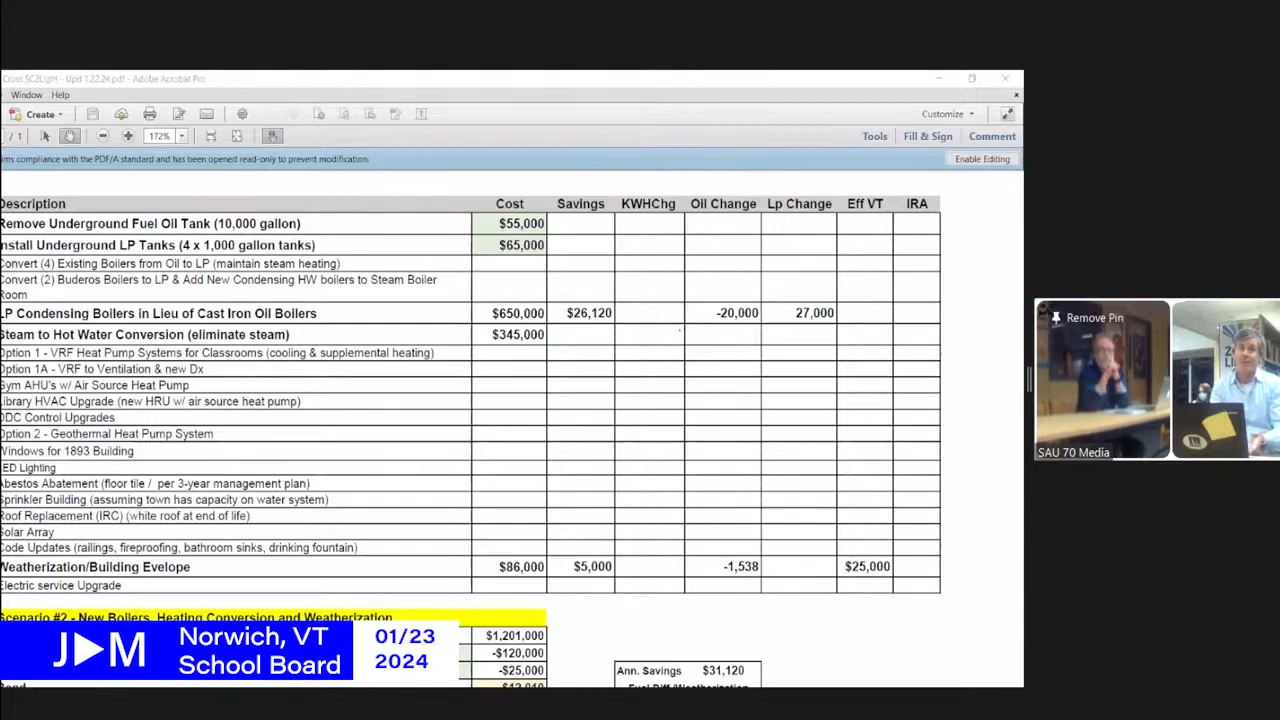 Cross SC2Light - Upd 1.22.24.pdf - Adobe Acrobat Pro
Window Help
Create Customize
/ 1 172% Tools Fill & Sign Comment
ms compliance with the PDF/A standard and has been opened read-only to prevent modification. Enable Editing
Description Cost Savings KWHChg Oil Change Lp Change Eff VT IRA
Remove Underground Fuel Oil Tank (10,000 gallon) $55,000
nstall Underground LP Tanks (4 x 1,000 gallon tanks) $65,000
Convert (4) Existing Boilers from Oil to LP (maintain steam heating)
Convert (2) Buderos Boilers to LP & Add New Condensing HW boilers to Steam Boiler
Room
LP Condensing Boilers in Lieu of Cast Iron Oil Boilers $650,000 $26,120 -20,000 27,000
Steam to Hot Water Conversion (eliminate steam) $345,000
Option 1 - VRF Heat Pump Systems for Classrooms (cooling & supplemental heating)
Option 1A - VRF to Ventilation & new Dx
Gym AHU's w/ Air Source Heat Pump
Library HVAC Upgrade (new HRU w/ air source heat pump)
DDC Control Upgrades
Option 2 - Geothermal Heat Pump System
Windows for 1893 Building
LED Lighting
Abestos Abatement (floor tile / per 3-year management plan)
Sprinkler Building (assuming town has capacity on water system)
Roof Replacement (IRC) (white roof at end of life)
Solar Array
Code Updates (railings, fireproofing, bathroom sinks, drinking fountain)
Weatherization/Building Evelope $86,000 $5,000 -1,538 $25,000
Electric service Upgrade
Scenario #2 - New Boilers, Heating Conversion and Weatherization
$1,201,000
-$120,000
-$25,000 Ann. Savings $31,120
Remove Pin
SAU 70 Media
J M Norwich, VT 01/23
School Board 2024